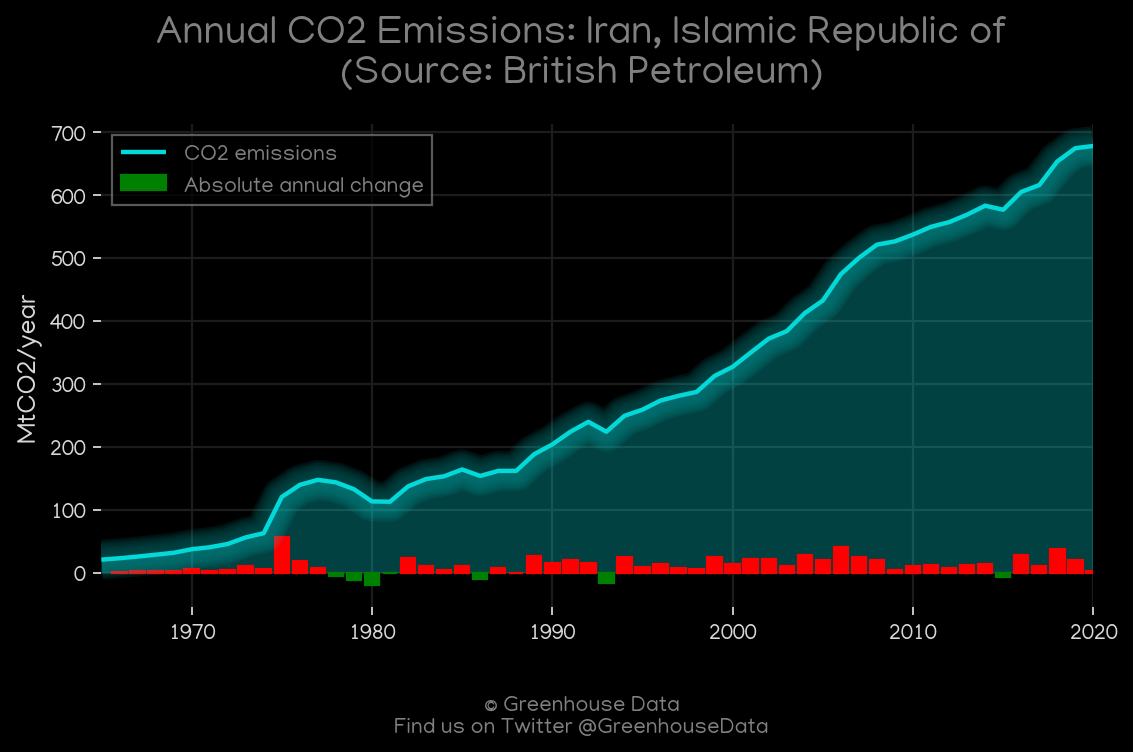 Annual CO2 Emissions: Iran, Islamic Republic of
(Source: British Petroleum)
CO2 emissions
Absolute annual change
MtCO2/year
700
600
500
400
300
200
100
0
1970 1980 1990 2000 2010 2020
© Greenhouse Data
Find us on Twitter @GreenhouseData